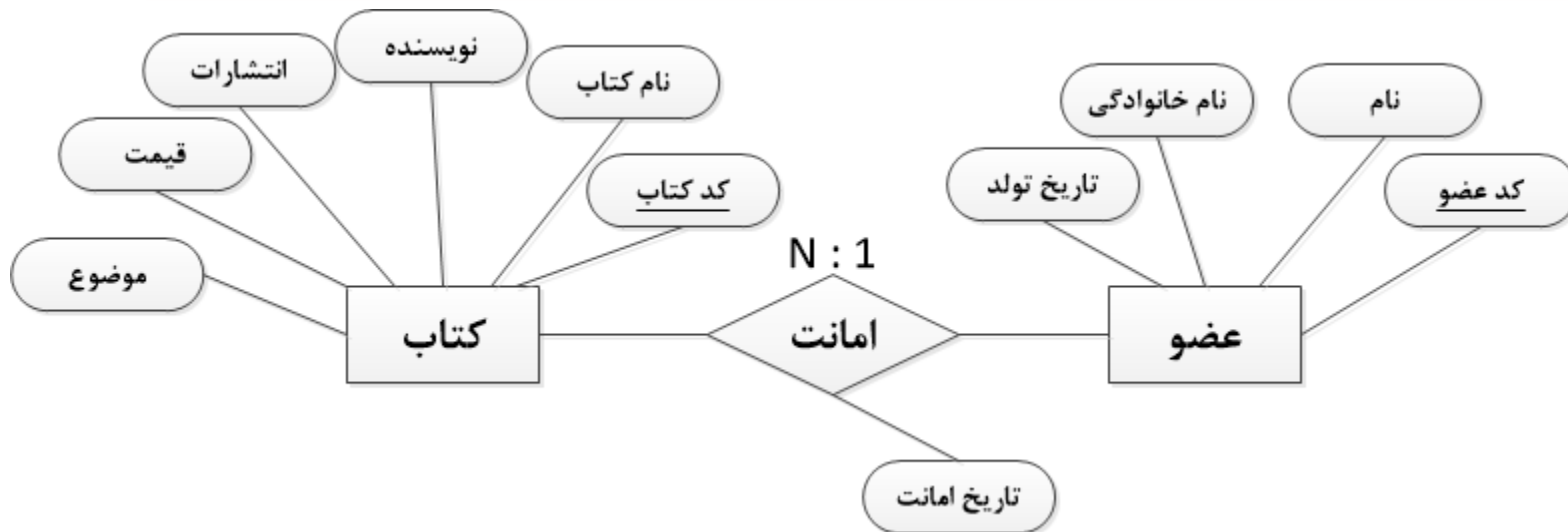 نویسنده
انتشارات
نام کتاب
قیمت
کد کتاب
موضوع
کتاب
N : 1
امانت
تاریخ امانت
نام خانوادگی
نام
تاریخ تولد
کد عضو
عضو